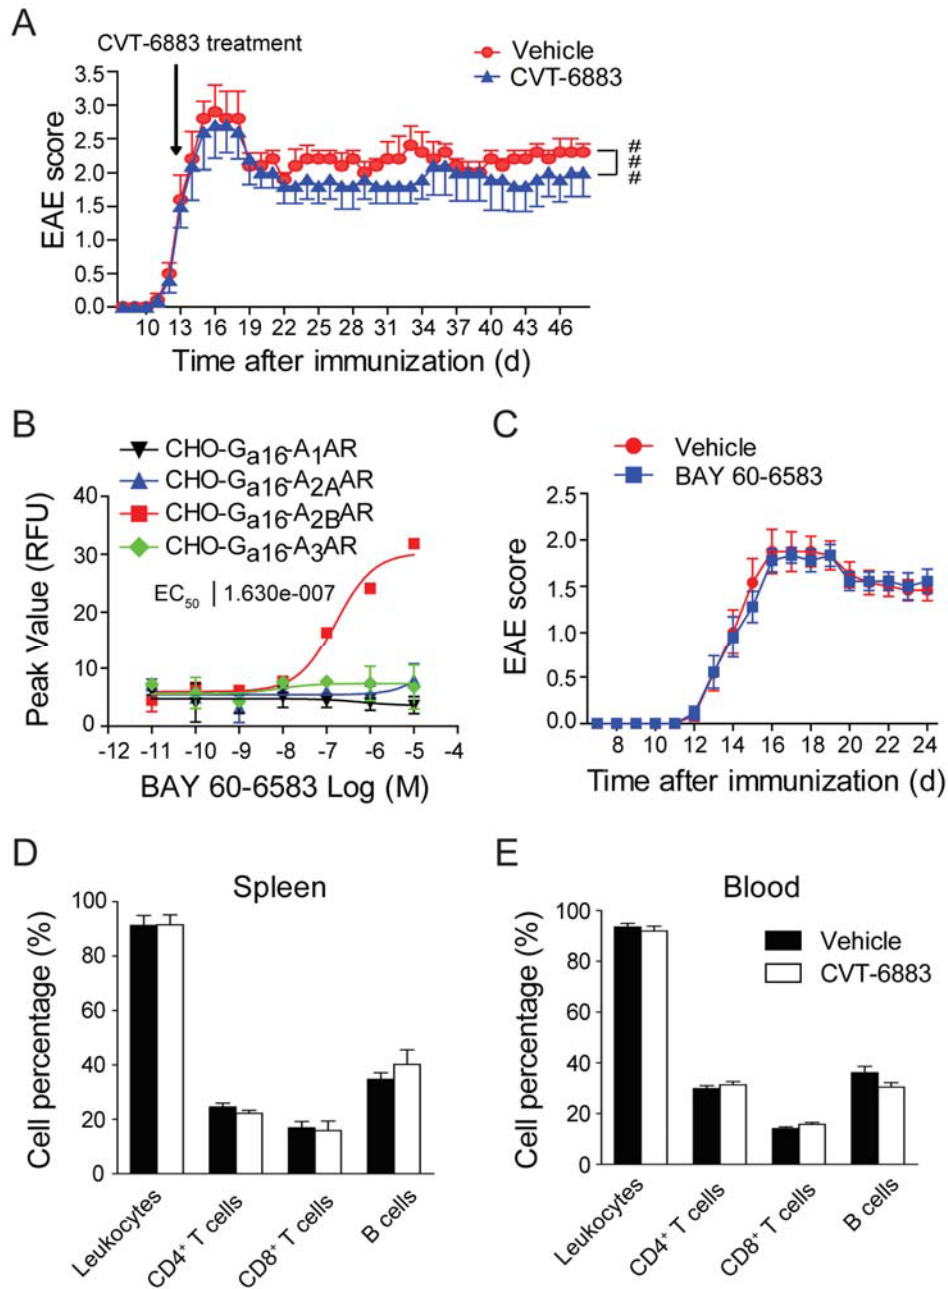 A
CVT-6883 treatment
Vehicle
CVT-6883
3.5
3.0
2.5
2.0
1.5
1.0
0.5
0.0
EAE score
# # #
10 13 16 19 22 25 28 31 34 37 40 43 46
Time after immunization (d)
B
CHO-Ga16-A1AR
CHO-Ga16-A2AAR
CHO-Ga16-A2BAR
CHO-Ga16-A3AR
EC50 | 1.630e-007
40
30
20
10
0
Peak Value (RFU)
-12 -11 -10 -9 -8 -7 -6 -5 -4
BAY 60-6583 Log (M)
C
Vehicle
BAY 60-6583
2.5
2.0
1.5
1.0
0.0
EAE score
8 10 12 14 16 18 20 22 24
Time after immunization (d)
D
Spleen
100
80
60
40
20
0
Cell percentage (%)
Leukocytes
CD4+ T cells
CD8+ T cells
B cells
E
Blood
Vehicle
CVT-6883
100
80
60
40
20
0
Cell percentage (%)
Leukocytes
CD4+ T cells
CD8+ T cells
B cells